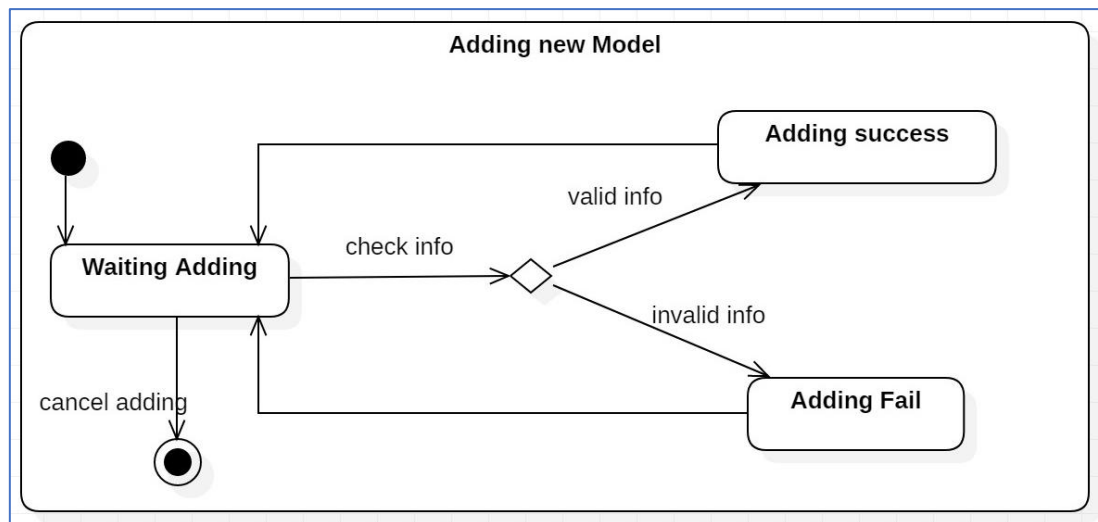 Adding new Model
Adding success
valid info
check info
Waiting Adding
invalid info
Adding Fail
cancel adding